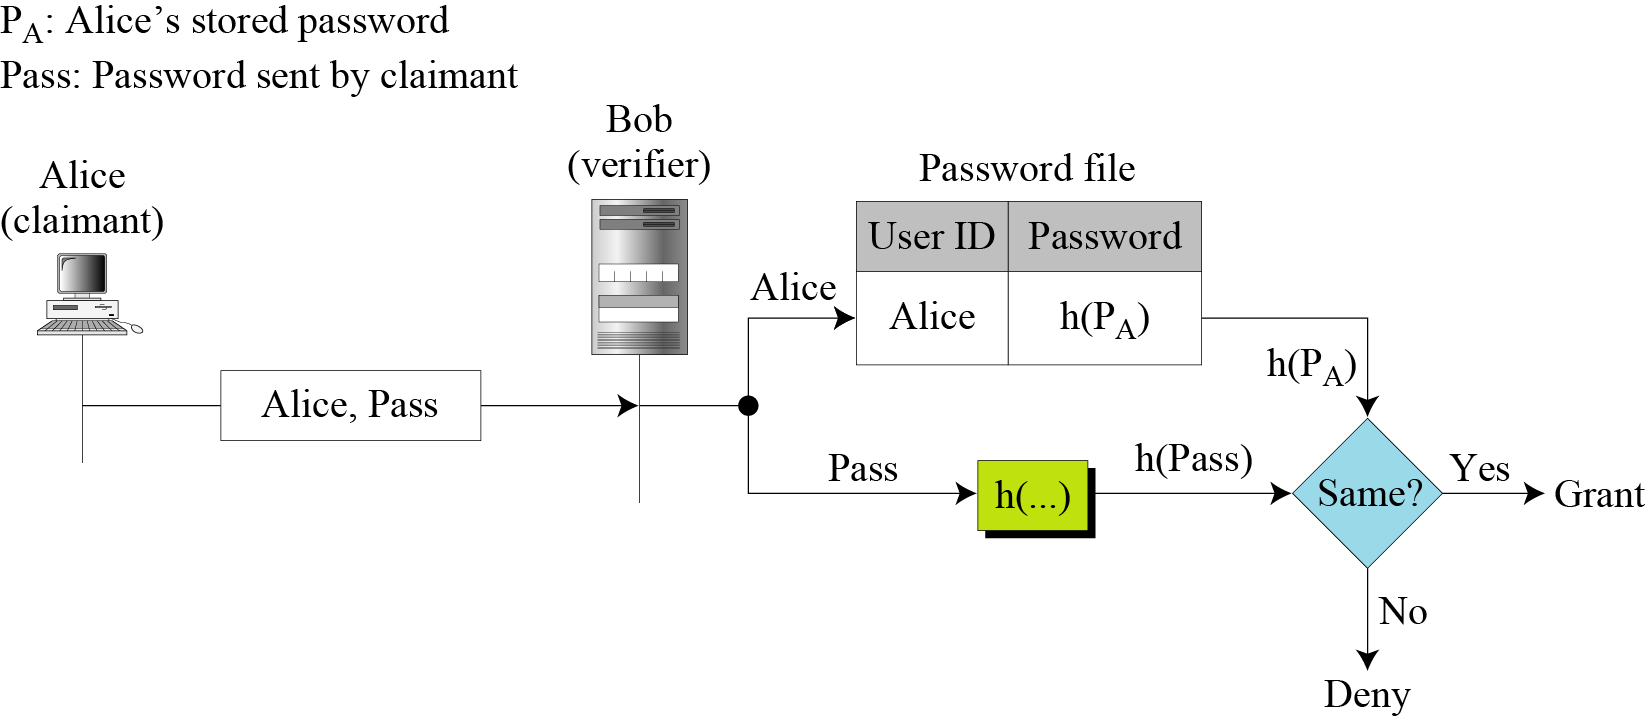 P_A: Alice’s stored password
Pass: Password sent by claimant
Bob
(verifier)
Alice
(claimant)
Password file
User ID Password
Alice
Alice h(P_A)
h(P_A)
Alice, Pass
Pass
h(...)
h(Pass)
Same?
Yes
Grant
No
Deny